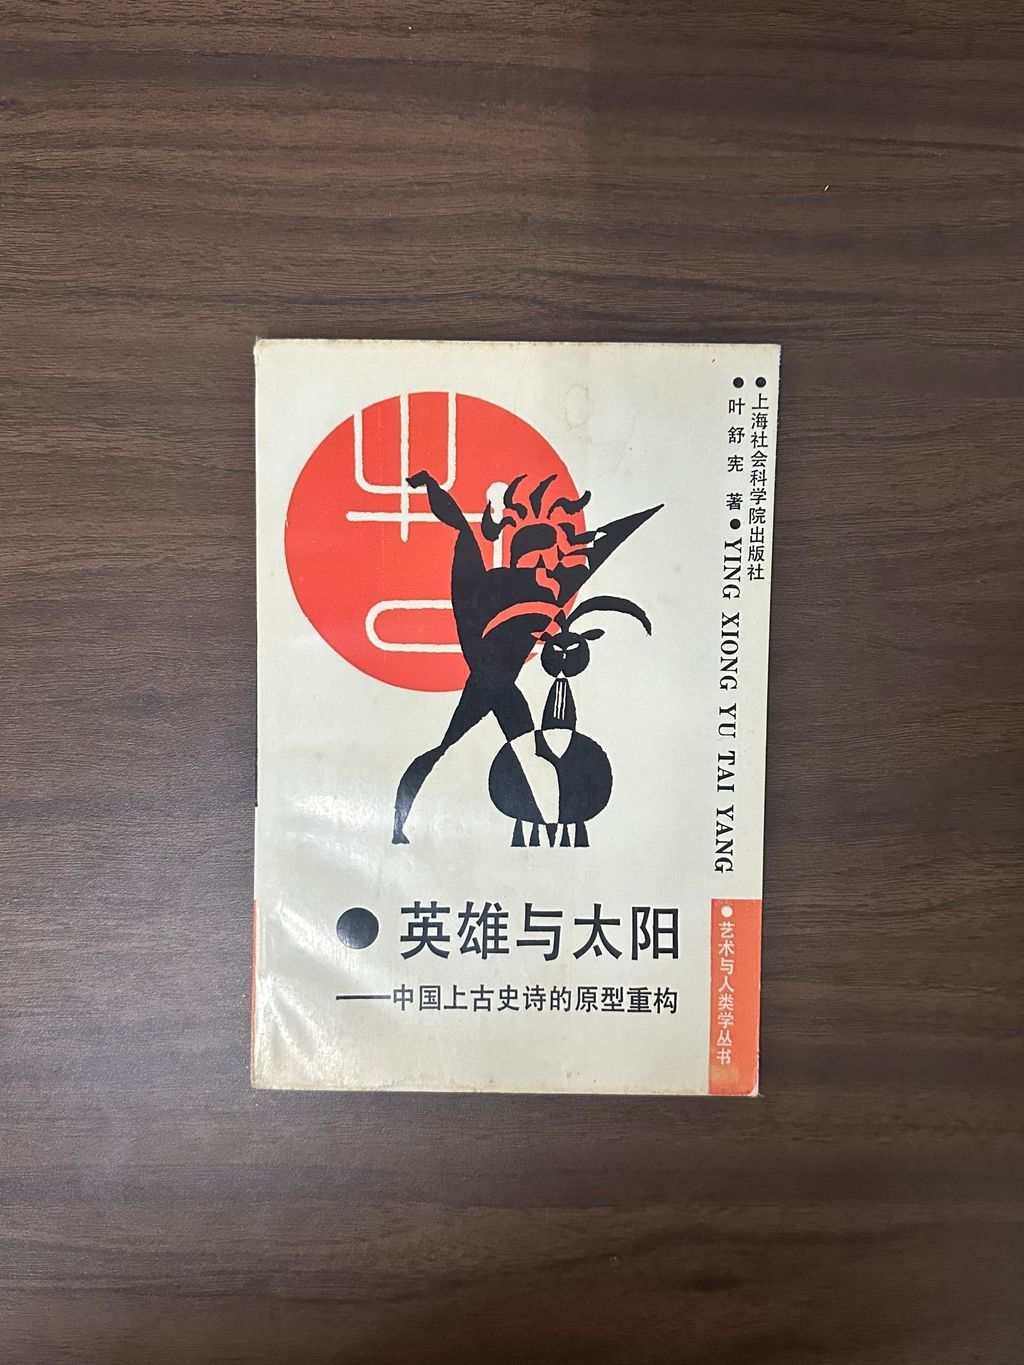 上海社会科学院出版社
叶舒宪 著
YING XIONG YU TAI YANG
英雄与太阳
——中国上古史诗的原型重构
艺术与人类学丛书